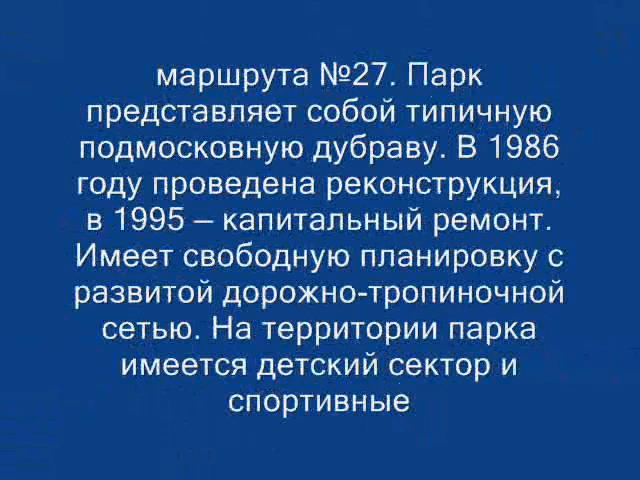 маршрута №27. Парк
представляет собой типичную
подмосковную дубраву. В 1986
году проведена реконструкция,
в 1995 – капитальный ремонт.
Имеет свободную планировку с
развитой дорожно-тропиночной
сетью. На территории парка
имеется детский сектор и
спортивные